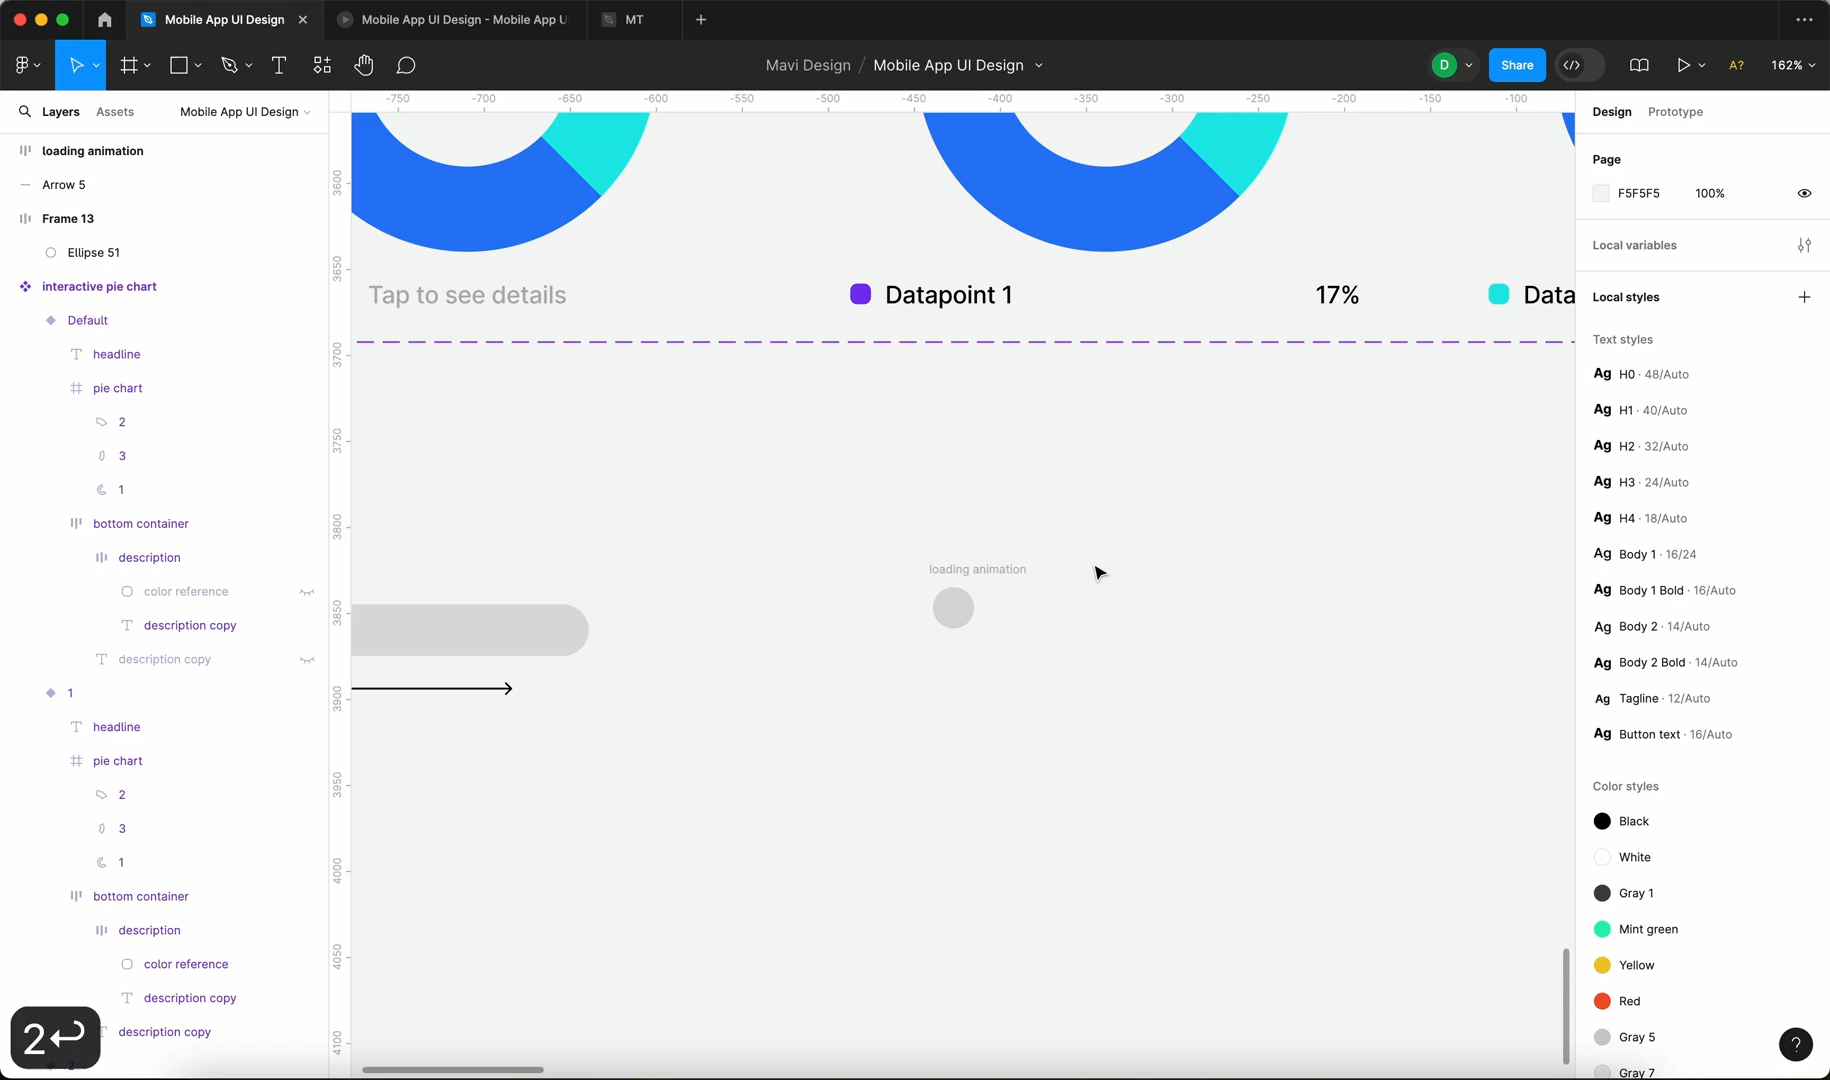 Mobile App UI Design
Mobile App UI Design - Mobile App U
MT
Mavi Design / Mobile App UI Design
D
Share
A?
162%
Layers
Assets
Mobile App UI Design
loading animation
Arrow 5
Frame 13
Ellipse 51
interactive pie chart
Default
headline
pie chart
2
3
1
bottom container
description
color reference
description copy
description copy
1
headline
pie chart
2
3
1
bottom container
description
color reference
description copy
description copy
2
2↩
-750 -700 -650 -600 -550 -500 -450 -400 -350 -300 -250 -200 -150 -100
3600
3650
3700
3750
3800
3850
3900
3950
4000
4050
4100
Tap to see details
Datapoint 1
17%
Data
loading animation
Design
Prototype
Page
F5F5F5
100%
Local variables
Local styles
Text styles
Ag H0 · 48/Auto
Ag H1 · 40/Auto
Ag H2 · 32/Auto
Ag H3 · 24/Auto
Ag H4 · 18/Auto
Ag Body 1 · 16/24
Ag Body 1 Bold · 16/Auto
Ag Body 2 · 14/Auto
Ag Body 2 Bold · 14/Auto
Ag Tagline · 12/Auto
Ag Button text · 16/Auto
Color styles
Black
White
Gray 1
Mint green
Yellow
Red
Gray 5
Gray 7
?